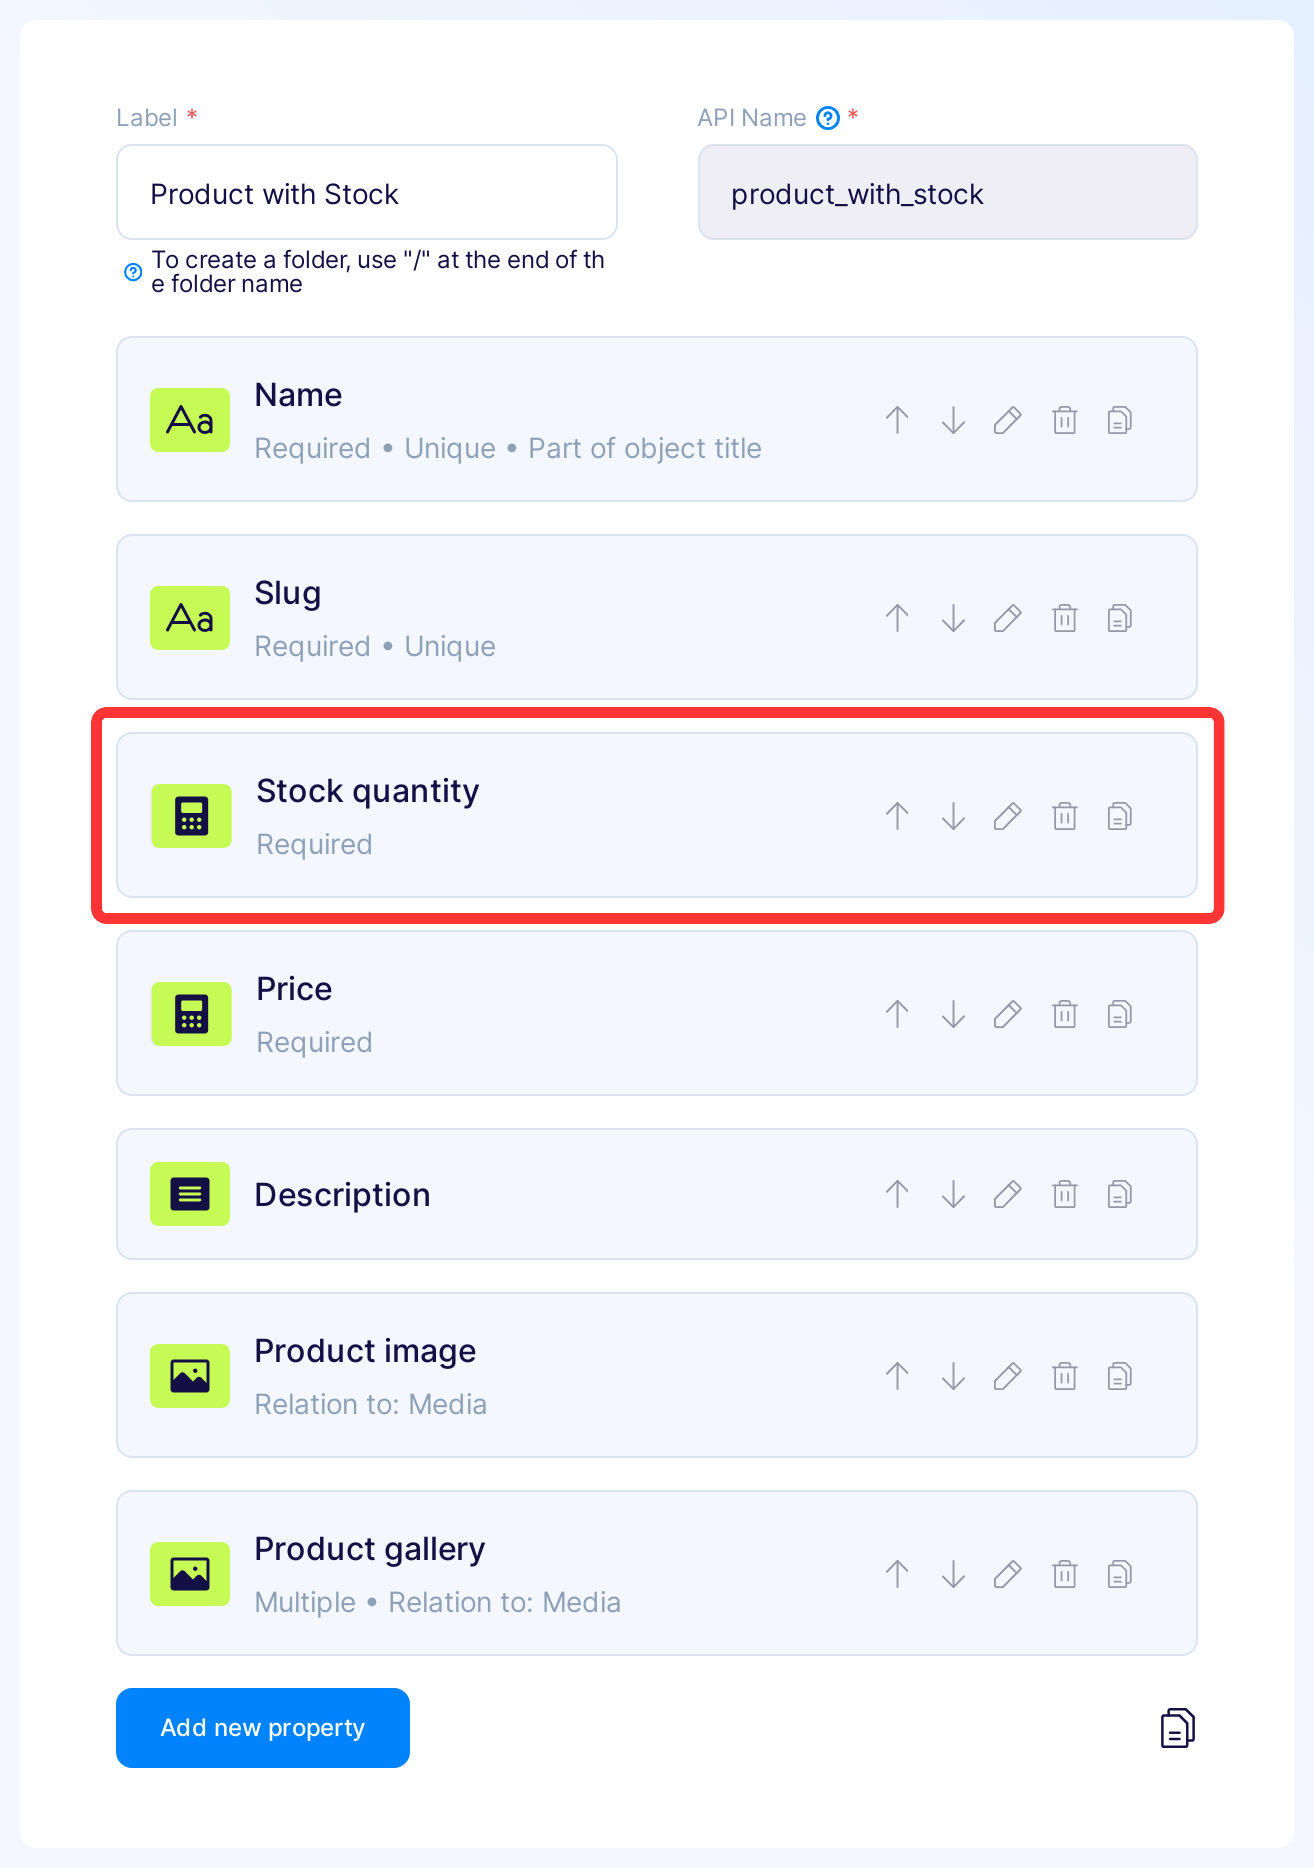 Label *
API Name ? *
Product with Stock
product_with_stock
? To create a folder, use "/" at the end of th
e folder name
Aa
Name
Required • Unique • Part of object title
Aa
Slug
Required • Unique
Stock quantity
Required
Price
Required
Description
Product image
Relation to: Media
Product gallery
Multiple • Relation to: Media
Add new property